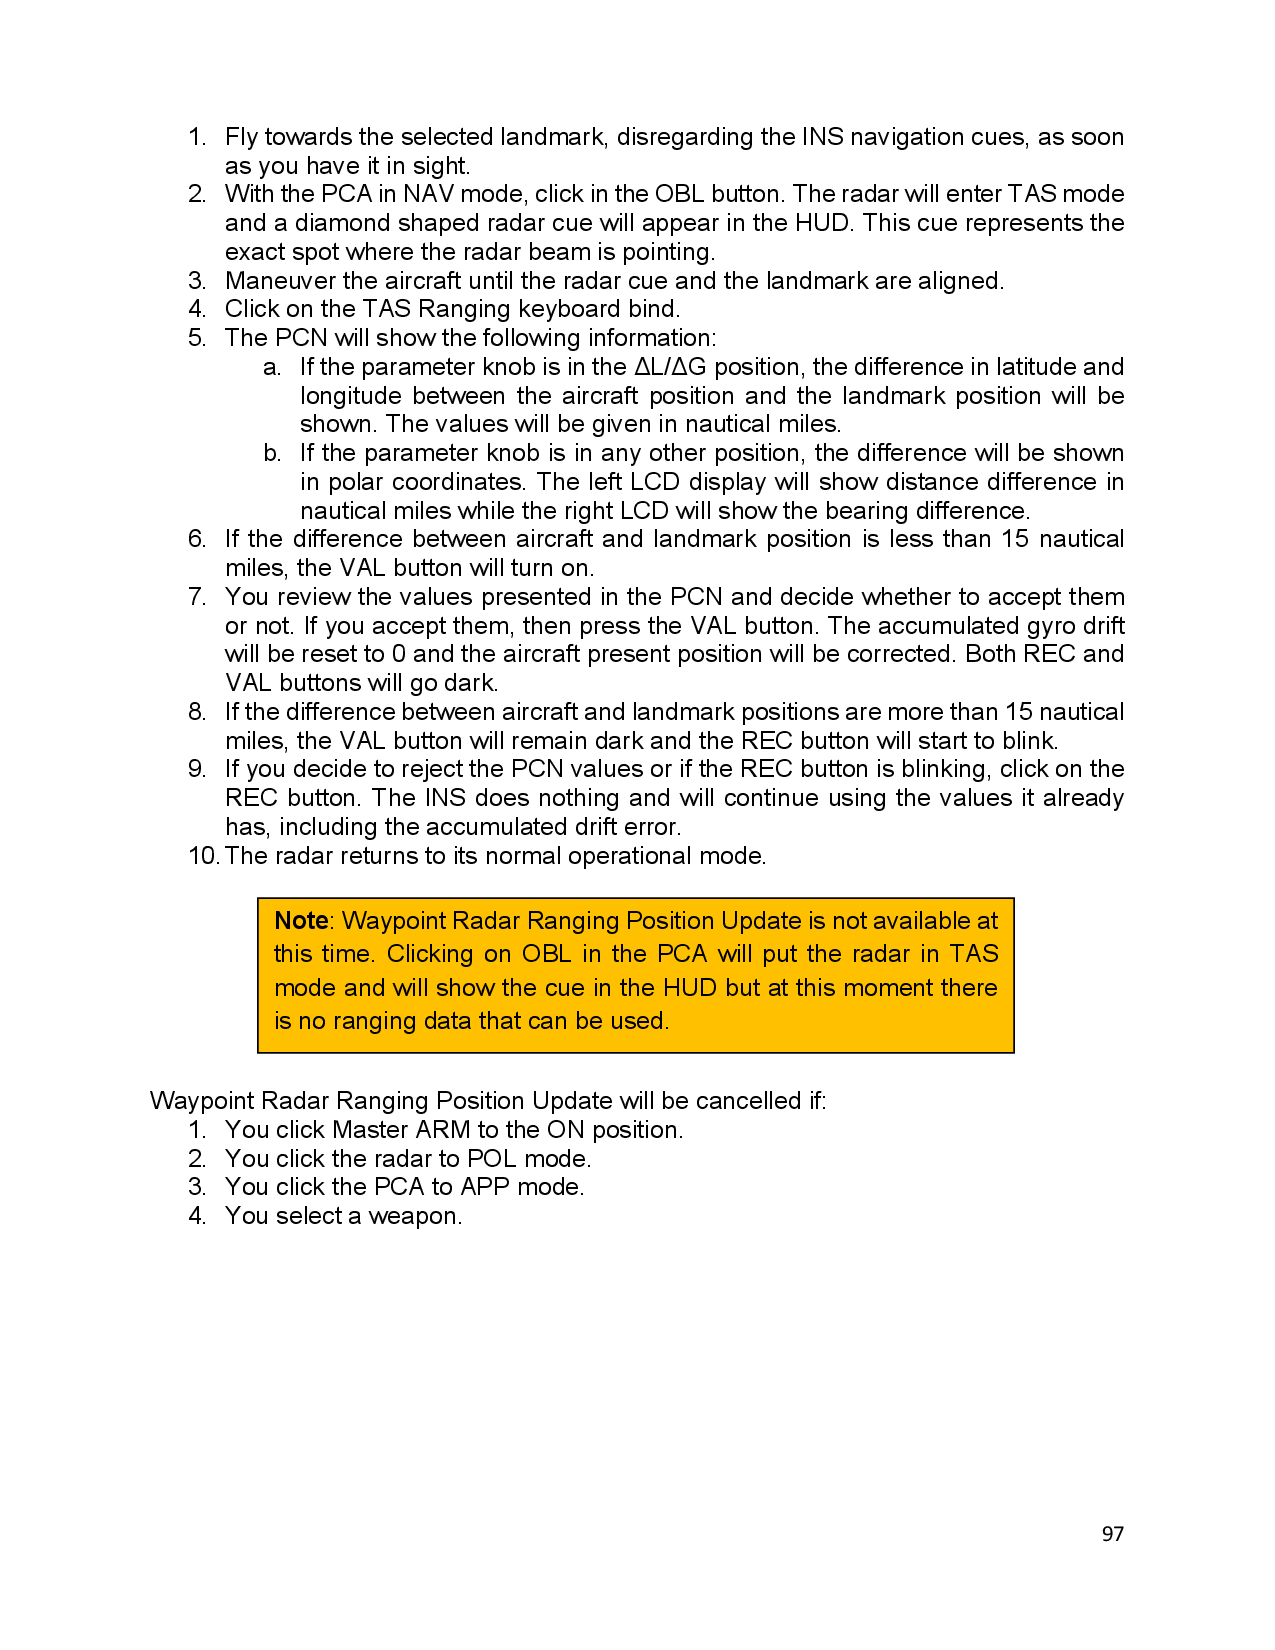 1. Fly towards the selected landmark, disregarding the INS navigation cues, as soon
as you have it in sight.
2. With the PCA in NAV mode, click in the OBL button. The radar will enter TAS mode
and a diamond shaped radar cue will appear in the HUD. This cue represents the
exact spot where the radar beam is pointing.
3. Maneuver the aircraft until the radar cue and the landmark are aligned.
4. Click on the TAS Ranging keyboard bind.
5. The PCN will show the following information:
a. If the parameter knob is in the ΔL/ΔG position, the difference in latitude and
longitude between the aircraft position and the landmark position will be
shown. The values will be given in nautical miles.
b. If the parameter knob is in any other position, the difference will be shown
in polar coordinates. The left LCD display will show distance difference in
nautical miles while the right LCD will show the bearing difference.
6. If the difference between aircraft and landmark position is less than 15 nautical
miles, the VAL button will turn on.
7. You review the values presented in the PCN and decide whether to accept them
or not. If you accept them, then press the VAL button. The accumulated gyro drift
will be reset to 0 and the aircraft present position will be corrected. Both REC and
VAL buttons will go dark.
8. If the difference between aircraft and landmark positions are more than 15 nautical
miles, the VAL button will remain dark and the REC button will start to blink.
9. If you decide to reject the PCN values or if the REC button is blinking, click on the
REC button. The INS does nothing and will continue using the values it already
has, including the accumulated drift error.
10. The radar returns to its normal operational mode.
Note: Waypoint Radar Ranging Position Update is not available at
this time. Clicking on OBL in the PCA will put the radar in TAS
mode and will show the cue in the HUD but at this moment there
is no ranging data that can be used.
Waypoint Radar Ranging Position Update will be cancelled if:
1. You click Master ARM to the ON position.
2. You click the radar to POL mode.
3. You click the PCA to APP mode.
4. You select a weapon.
97